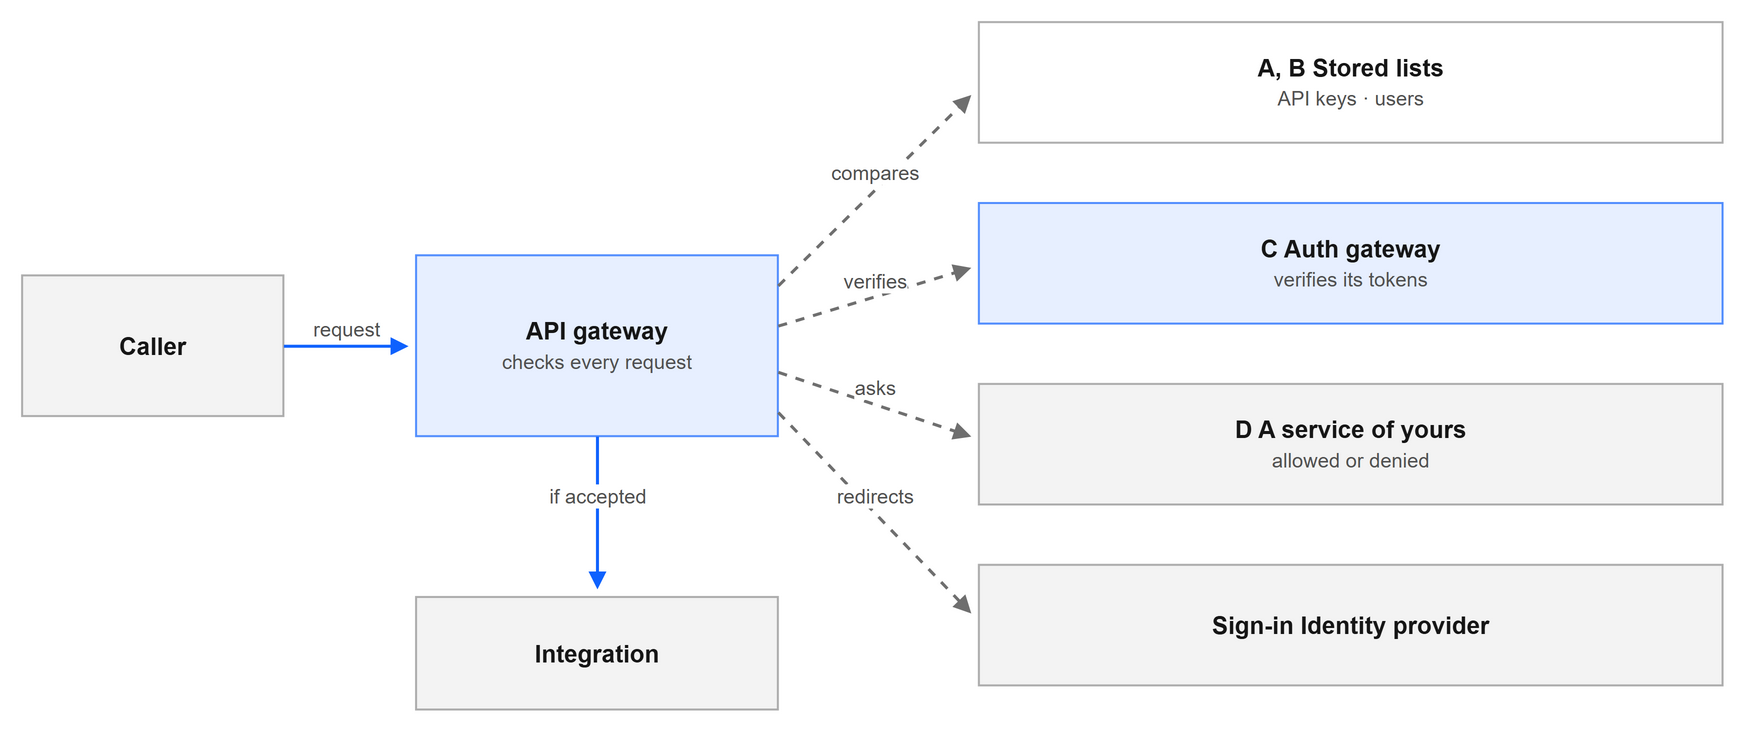 A, B Stored lists
API keys · users
compares
C Auth gateway
verifies its tokens
verifies
Caller
request
API gateway
checks every request
asks
D A service of yours
allowed or denied
if accepted
redirects
Integration
Sign-in Identity provider